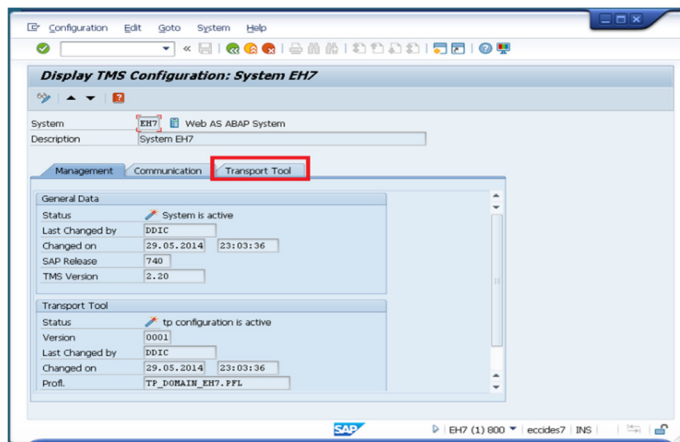 Configuration Edit Goto System Help
Display TMS Configuration: System EH7
System EH7 Web AS ABAP System
Description System EH7
Management Communication Transport Tool
General Data
Status System is active
Last Changed by DDIC
Changed on 29.05.2014 23:03:36
SAP Release 740
TMS Version 2.20
Transport Tool
Status tp configuration is active
Version 0001
Last Changed by DDIC
Changed on 29.05.2014 23:03:36
Profl. TP_DOMAIN_EH7.PFL
SAP EH7 (1) 800 eccides7 INS